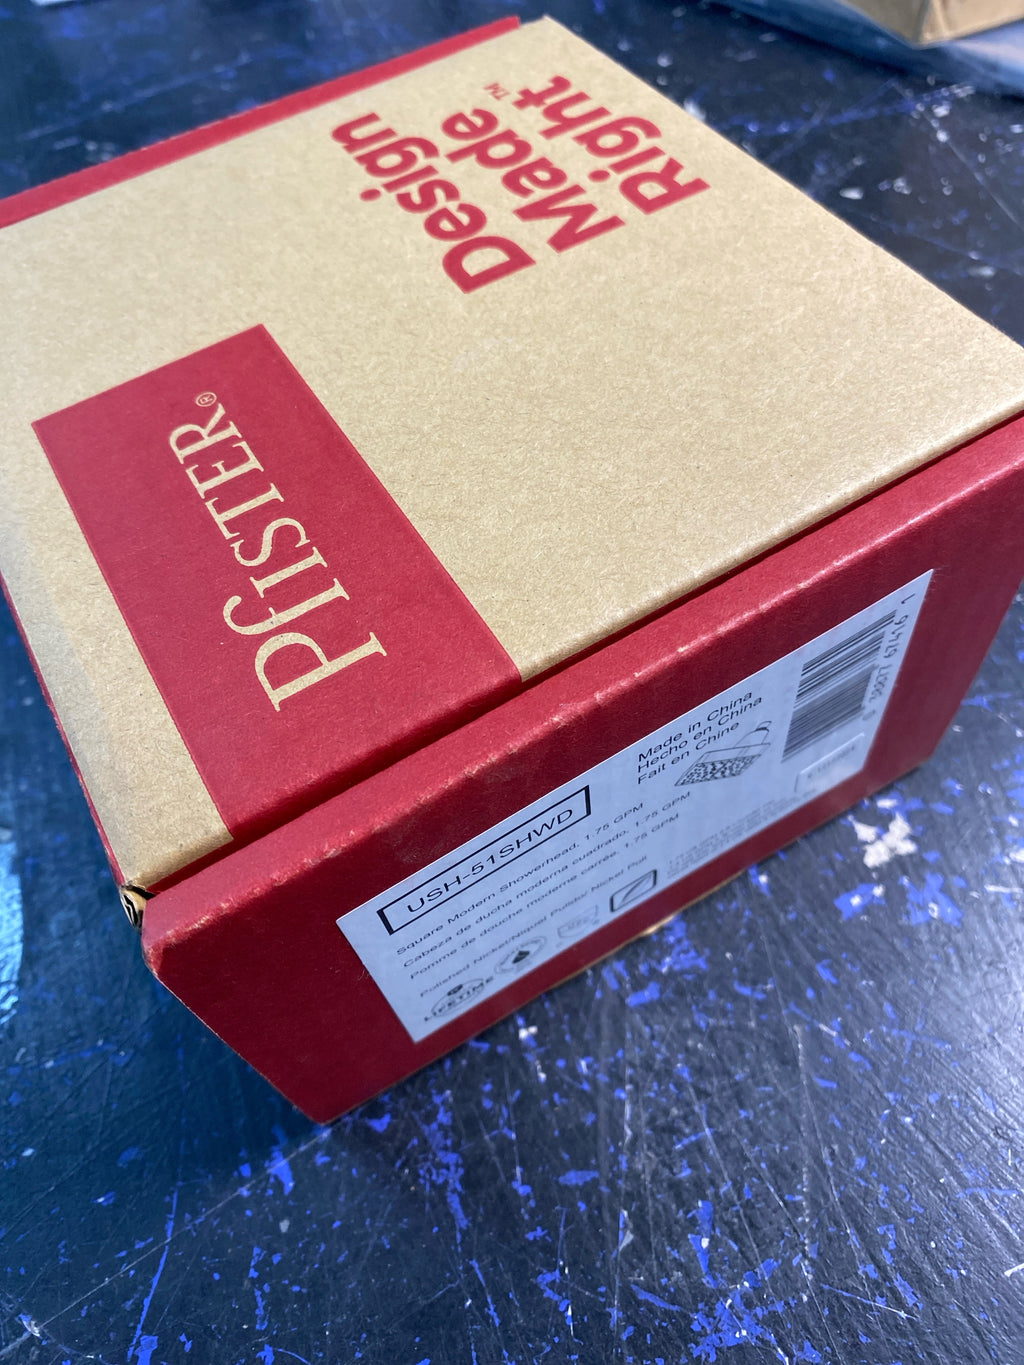 Design
Made
Right™
PfISTER®
USH-51SHWD
Square Modern Showerhead, 1.75 GPM
Cabeza de ducha moderna cuadrado, 1.75 GPM
Pomme de douche moderne carrée, 1.75 GPM
Polished Nickel/Níquel Pulido/ Nickel Poli
LIFETIME
Made in China
Hecho en China
Fait en Chine